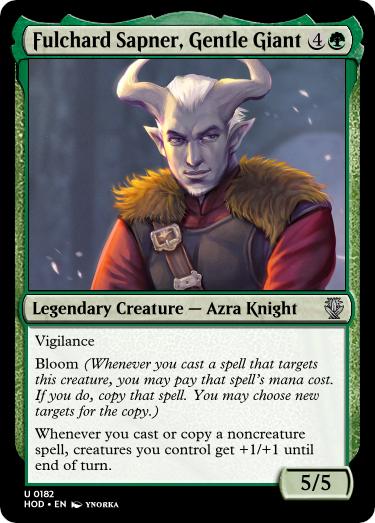 Fulchard Sapner, Gentle Giant 4
Legendary Creature — Azra Knight
Vigilance
Bloom (Whenever you cast a spell that targets
this creature, you may pay that spell's mana cost.
If you do, copy that spell. You may choose new
targets for the copy.)
Whenever you cast or copy a noncreature
spell, creatures you control get +1/+1 until
end of turn.
5/5
U 0182
HOD • EN YNORKA